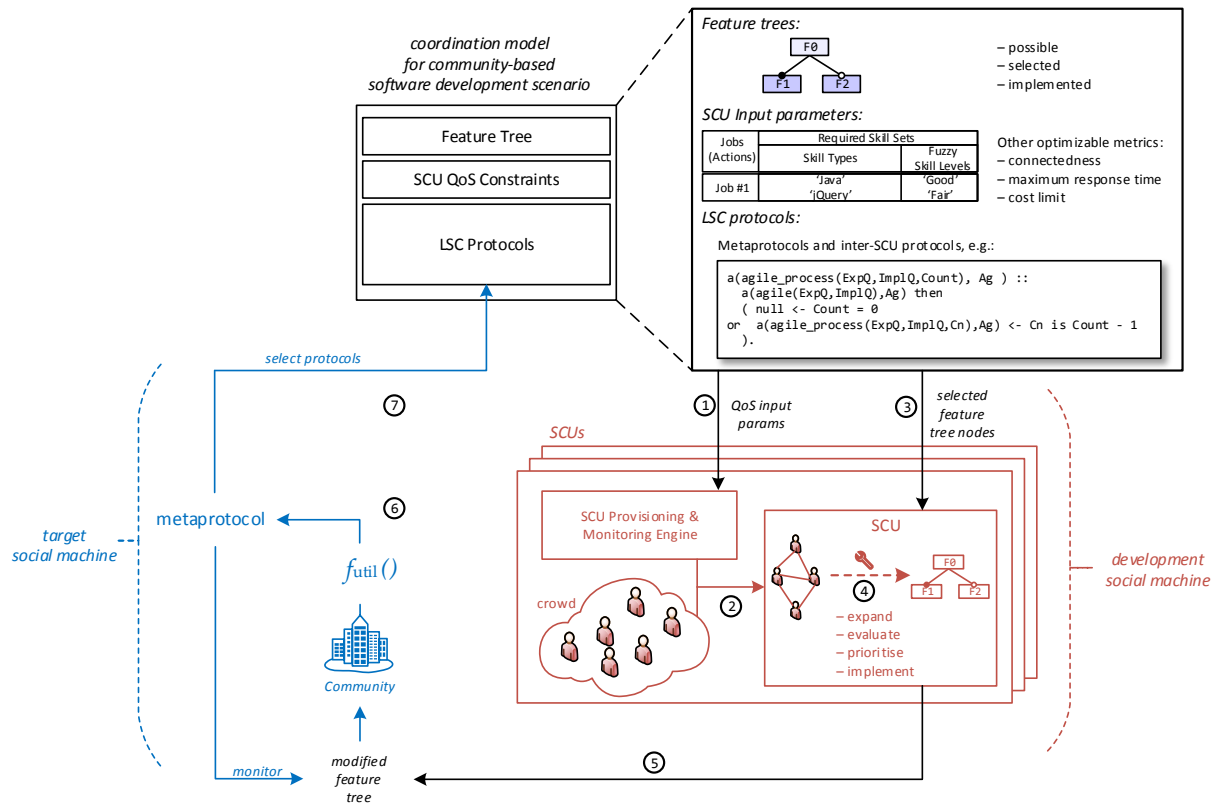 coordination model
for community-based
software development scenario
Feature Tree
SCU QoS Constraints
LSC Protocols
Feature trees:
F0
F1
F2
– possible
– selected
– implemented
SCU Input parameters:
Jobs
(Actions)
Required Skill Sets
Skill Types
Fuzzy
Skill Levels
Job #1
‘Java’
‘jQuery’
‘Good’
‘Fair’
Other optimizable metrics:
– connectedness
– maximum response time
– cost limit
LSC protocols:
Metaprotocols and inter-SCU protocols, e.g.:
a(agile_process(ExpQ,ImplQ,Count), Ag ) ::
a(agile(ExpQ,ImplQ),Ag) then
( null <- Count = 0
or a(agile_process(ExpQ,ImplQ,Cn),Ag) <- Cn is Count - 1
).
select protocols
7
1
QoS input
params
3
selected
feature
tree nodes
SCUs
SCU Provisioning &
Monitoring Engine
crowd
2
SCU
4
F0
F1
F2
– expand
– evaluate
– prioritise
– implement
development
social machine
target
social machine
metaprotocol
6
futil()
Community
monitor
modified
feature
tree
5